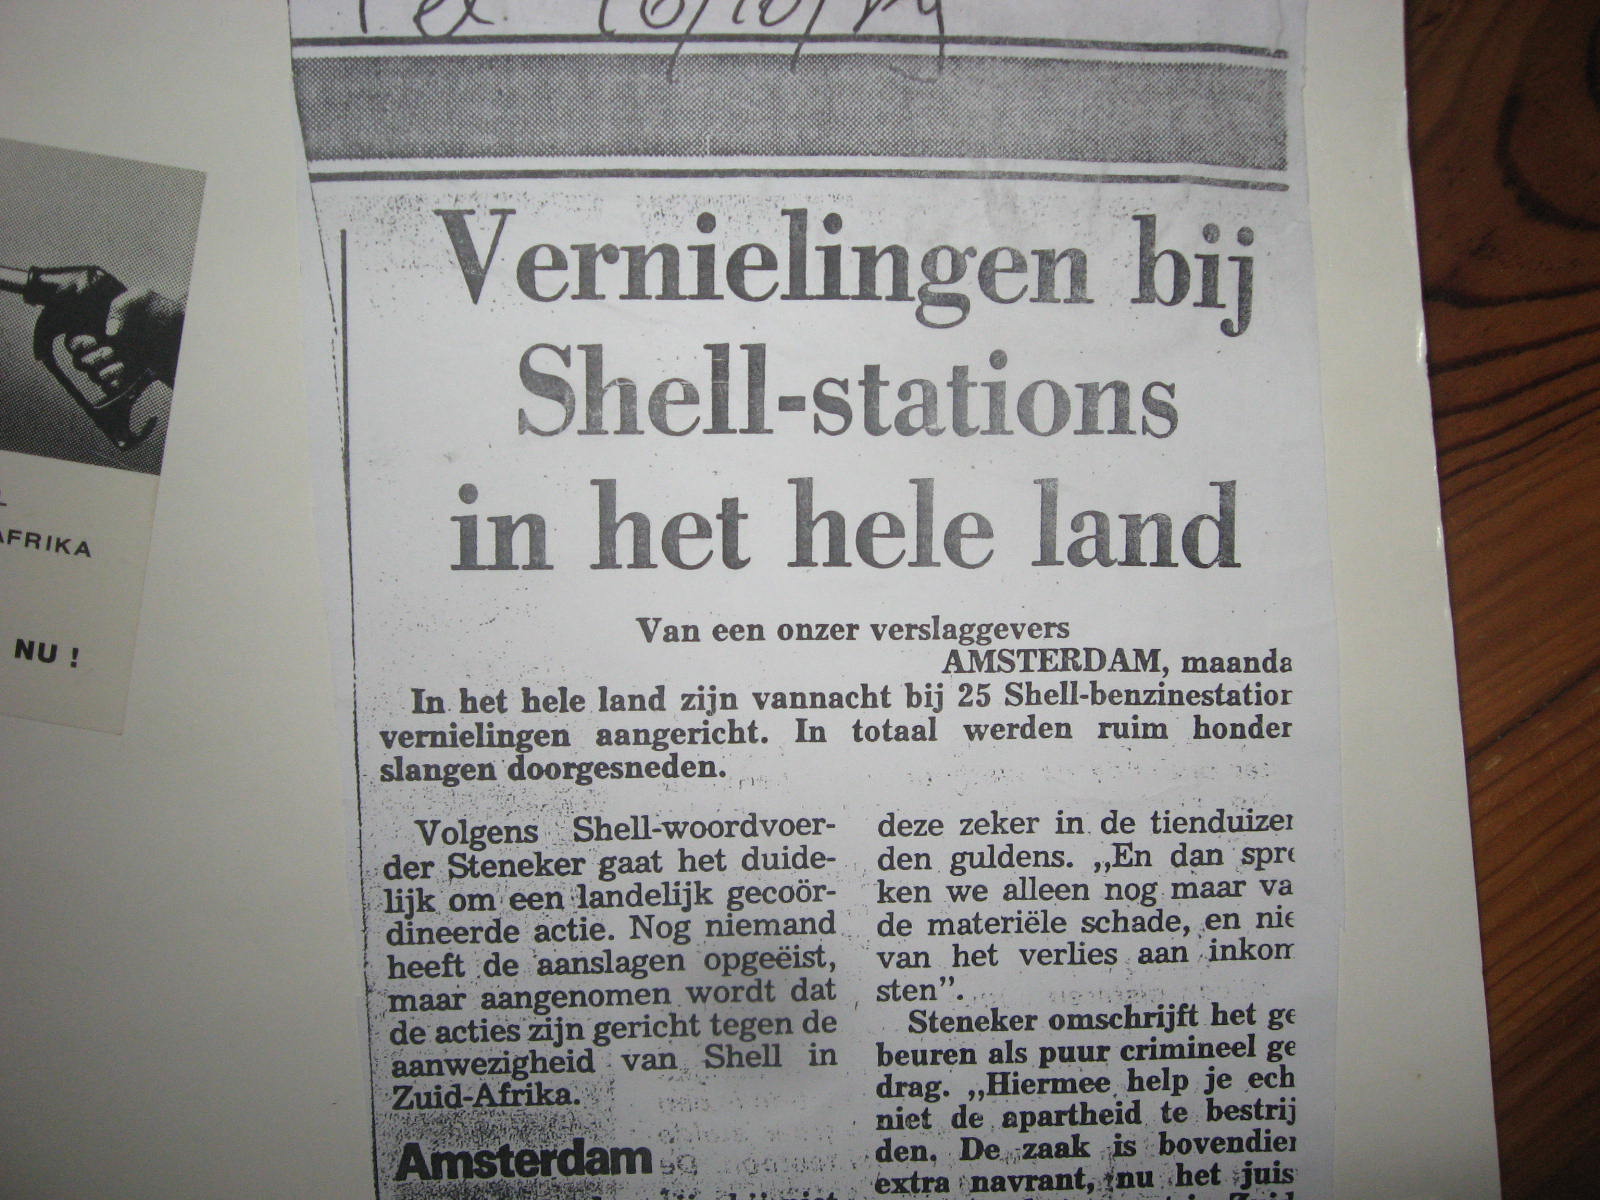 AFRIKA
NU !
Vernielingen bij
Shell-stations
in het hele land
Van een onzer verslaggevers
AMSTERDAM, maanda
In het hele land zijn vannacht bij 25 Shell-benzinestation
vernielingen aangericht. In totaal werden ruim honder
slangen doorgesneden.
Volgens Shell-woordvoer-
der Steneker gaat het duide-
lijk om een landelijk gecoör-
dineerde actie. Nog niemand
heeft de aanslagen opgeëist,
maar aangenomen wordt dat
de acties zijn gericht tegen de
aanwezigheid van Shell in
Zuid-Afrika.
Amsterdam
deze zeker in de tienduizen
den guldens. „En dan spre
ken we alleen nog maar va
de materiële schade, en nie
van het verlies aan inkom
sten”.
Steneker omschrijft het ge
beuren als puur crimineel ge
drag. „Hiermee help je ech
niet de apartheid te bestrij
den. De zaak is bovendien
extra navrant, nu het juis